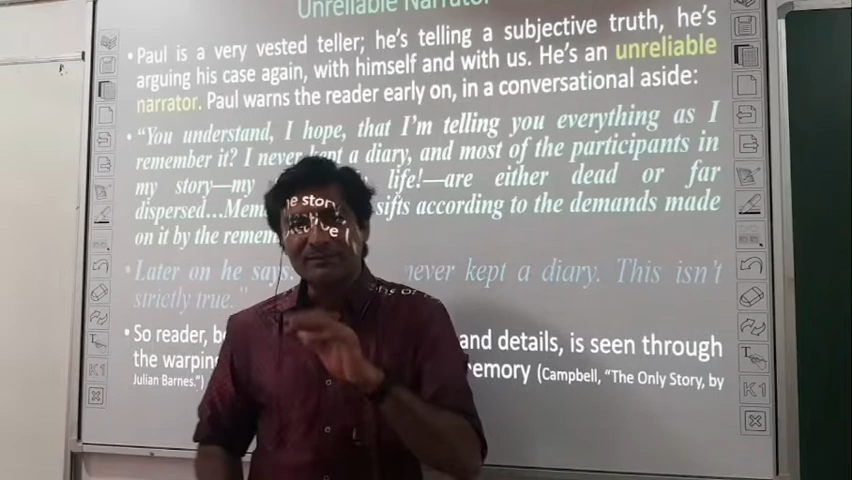 Unreliable Narrator
• Paul is a very vested teller; he's telling a subjective truth, he's
arguing his case again, with himself and with us. He's an unreliable
narrator. Paul warns the reader early on, in a conversational aside:
• "You understand, I hope, that I'm telling you everything as I
remember it? I never kept a diary, and most of the participants in
my story—my life!—are either dead or far
dispersed... sifts according to the demands made
on it by the
• Later on he says never kept a diary. This isn't
strictly true."
• So reader, and details, is seen through
the warping (Campbell, "The Only Story, by
Julian Barnes.")
K1
K1